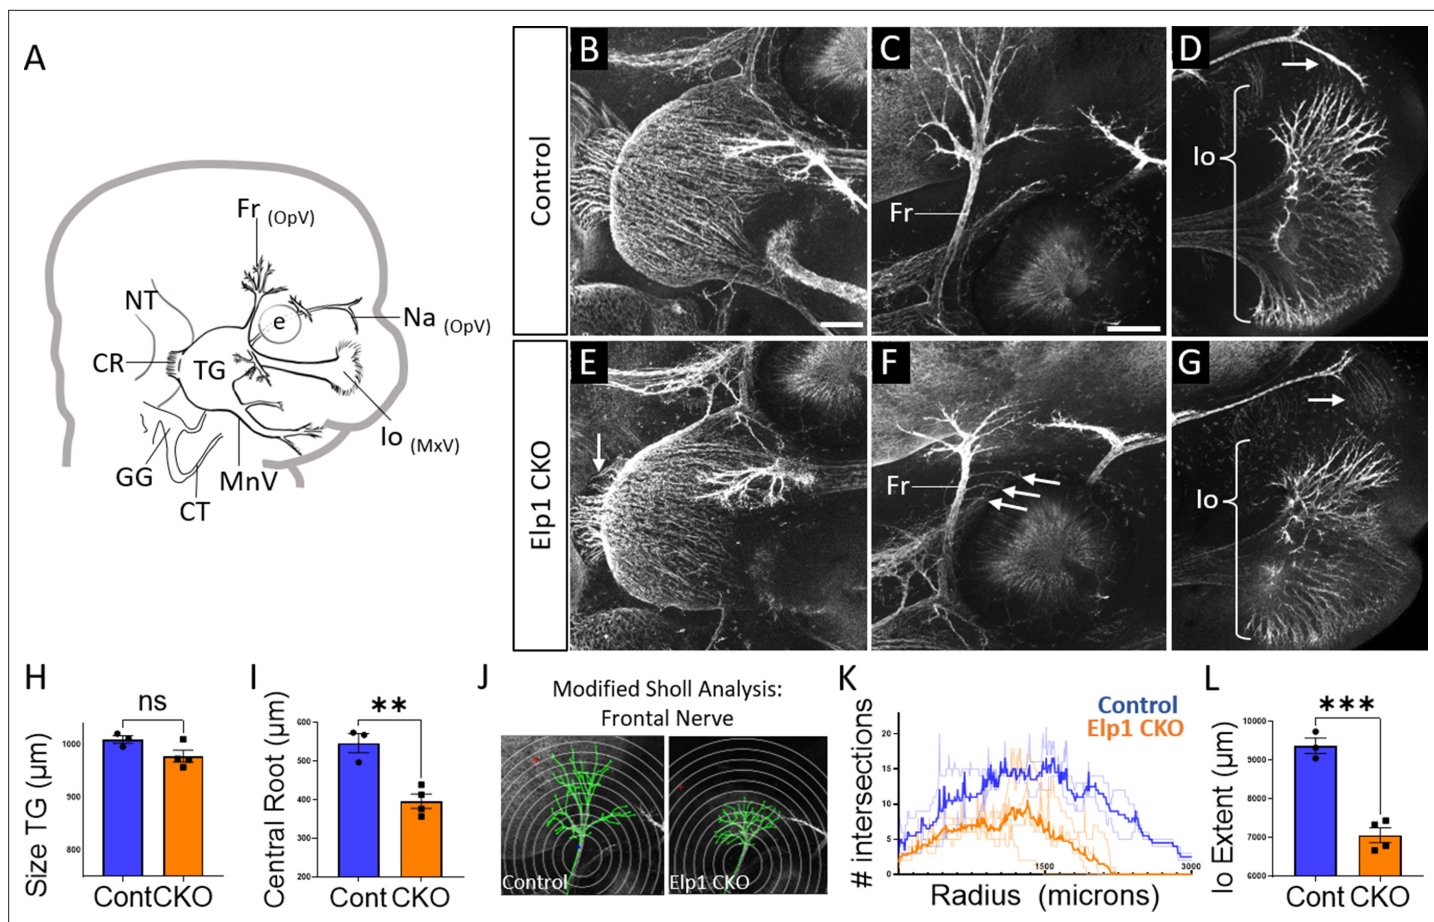 A
Fr (OpV)
NT
e
Na (OpV)
CR
TG
Io (MxV)
GG
MnV
CT
Control
B
C
Fr
D
Io
Elp1 CKO
E
F
Fr
G
Io
H
ns
Size TG (μm)
1000
900
800
Cont CKO
I
**
Central Root (μm)
600
500
400
300
200
Cont CKO
J
Modified Sholl Analysis:
Frontal Nerve
Control
Elp1 CKO
K
Control
Elp1 CKO
# intersections
20
15
10
5
0
1500
3000
Radius (microns)
L
***
Io Extent (μm)
10000
9000
8000
7000
6000
Cont CKO